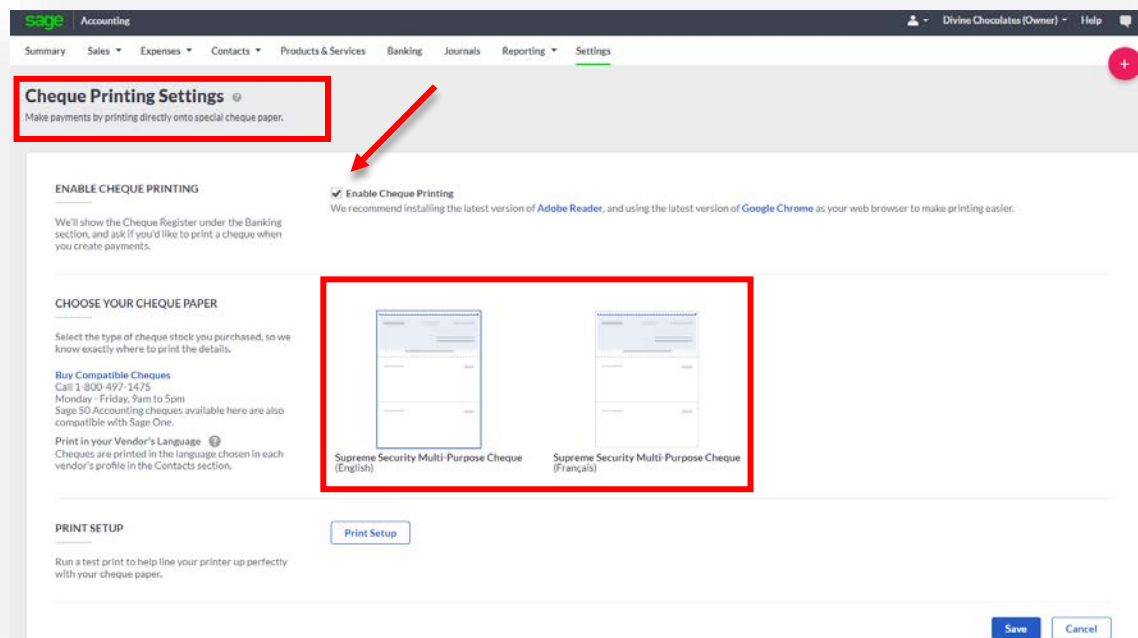 sage Accounting Divine Chocolates (Owner) Help
Summary Sales Expenses Contacts Products & Services Banking Journals Reporting Settings
+
Cheque Printing Settings ?
Make payments by printing directly onto special cheque paper.
ENABLE CHEQUE PRINTING
We'll show the Cheque Register under the Banking
section, and ask if you'd like to print a cheque when
you create payments.
Enable Cheque Printing
We recommend installing the latest version of Adobe Reader, and using the latest version of Google Chrome as your web browser to make printing easier.
CHOOSE YOUR CHEQUE PAPER
Select the type of cheque stock you purchased, so we
know exactly where to print the details.
Buy Compatible Cheques
Call 1-800-497-1475
Monday - Friday, 9am to 5pm
Sage 50 Accounting cheques available here are also
compatible with Sage One.
Print in your Vendor's Language ?
Cheques are printed in the language chosen in each
vendor's profile in the Contacts section.
Supreme Security Multi-Purpose Cheque
(English)
Supreme Security Multi-Purpose Cheque
(Français)
PRINT SETUP
Run a test print to help line your printer up perfectly
with your cheque paper.
Print Setup
Save Cancel